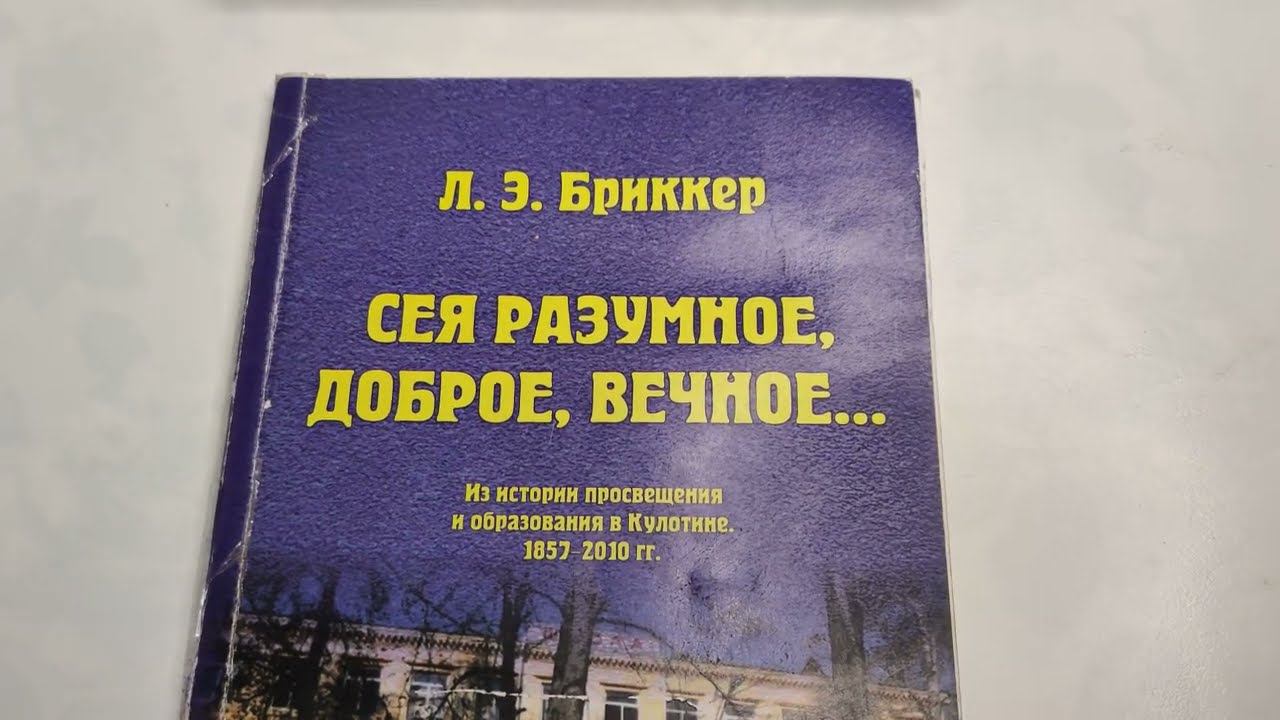 Л. Э. Бриккер
СЕЯ РАЗУМНОЕ,
ДОБРОЕ, ВЕЧНОЕ...
Из истории просвещения
и образования в Кулотине.
1857-2010 гг.